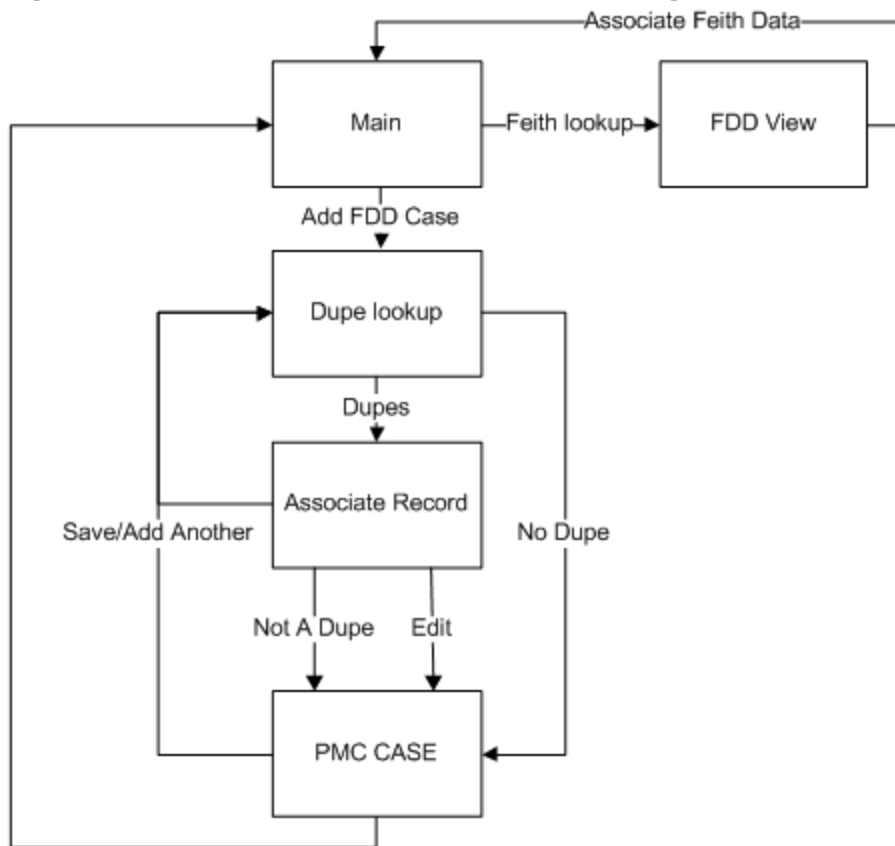 Associate Feith Data
Main
Feith lookup
FDD View
Add FDD Case
Dupe lookup
Dupes
Associate Record
Save/Add Another
No Dupe
Not A Dupe
Edit
PMC CASE